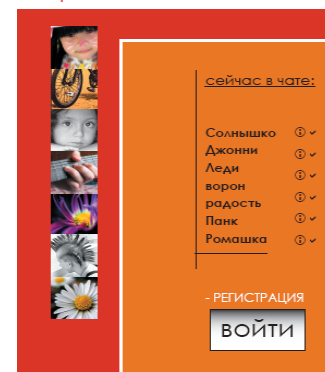 сейчас в чате:
Солнышко
Джонни
Леди
ворон
радость
Панк
Ромашка
- РЕГИСТРАЦИЯ
ВОЙТИ